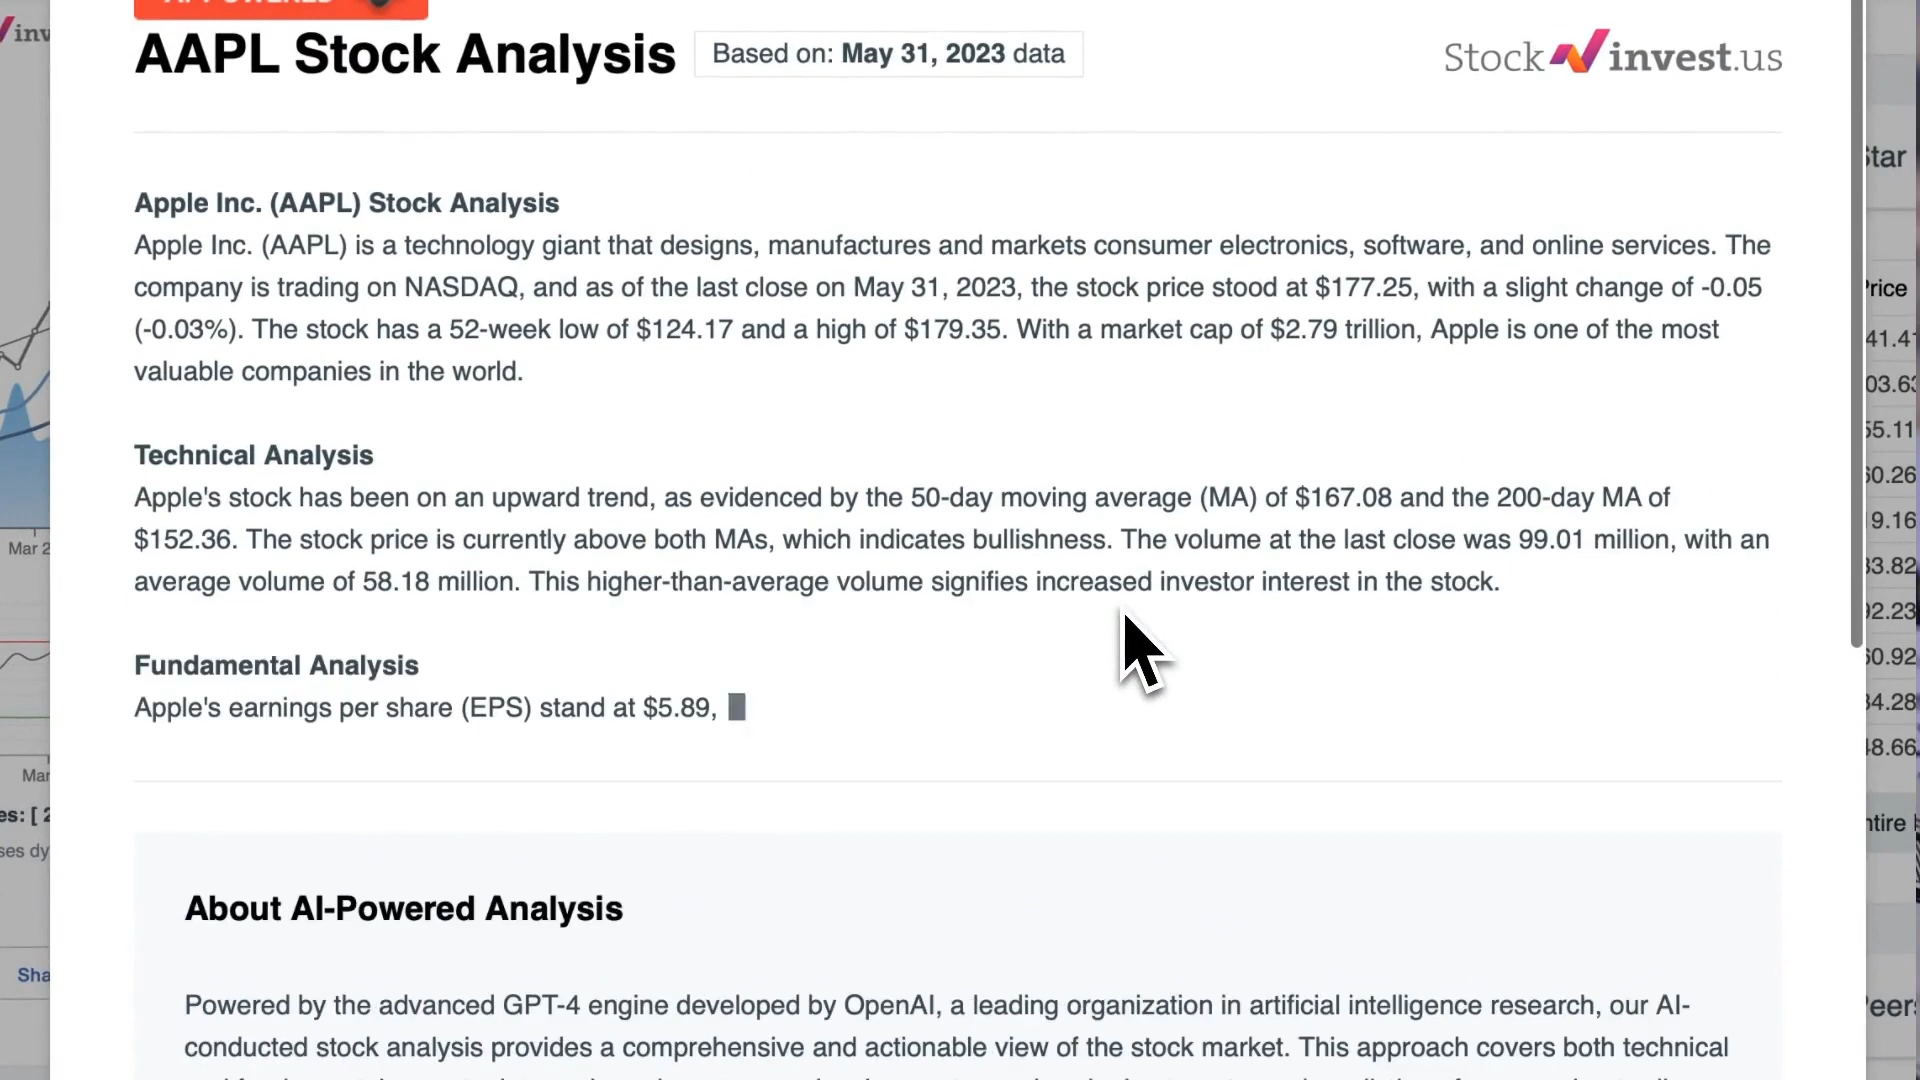 AAPL Stock Analysis
Based on: May 31, 2023 data
Stockinvest.us
Apple Inc. (AAPL) Stock Analysis
Apple Inc. (AAPL) is a technology giant that designs, manufactures and markets consumer electronics, software, and online services. The
company is trading on NASDAQ, and as of the last close on May 31, 2023, the stock price stood at $177.25, with a slight change of -0.05
(-0.03%). The stock has a 52-week low of $124.17 and a high of $179.35. With a market cap of $2.79 trillion, Apple is one of the most
valuable companies in the world.
Technical Analysis
Apple's stock has been on an upward trend, as evidenced by the 50-day moving average (MA) of $167.08 and the 200-day MA of
$152.36. The stock price is currently above both MAs, which indicates bullishness. The volume at the last close was 99.01 million, with an
average volume of 58.18 million. This higher-than-average volume signifies increased investor interest in the stock.
Fundamental Analysis
Apple's earnings per share (EPS) stand at $5.89,
About AI-Powered Analysis
Powered by the advanced GPT-4 engine developed by OpenAI, a leading organization in artificial intelligence research, our AI-
conducted stock analysis provides a comprehensive and actionable view of the stock market. This approach covers both technical